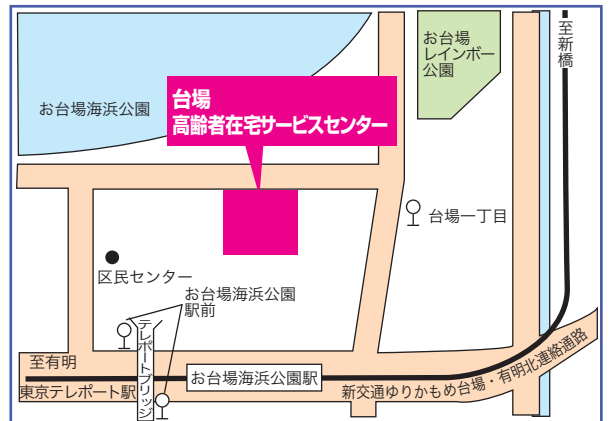 お台場
レインボー
公園
至新橋
お台場海浜公園
台場
高齢者在宅サービスセンター
台場一丁目
区民センター
お台場海浜公園
駅前
テレポートブリッジ
至有明
東京テレポート駅
お台場海浜公園駅
新交通ゆりかもめ台場・有明北連絡通路